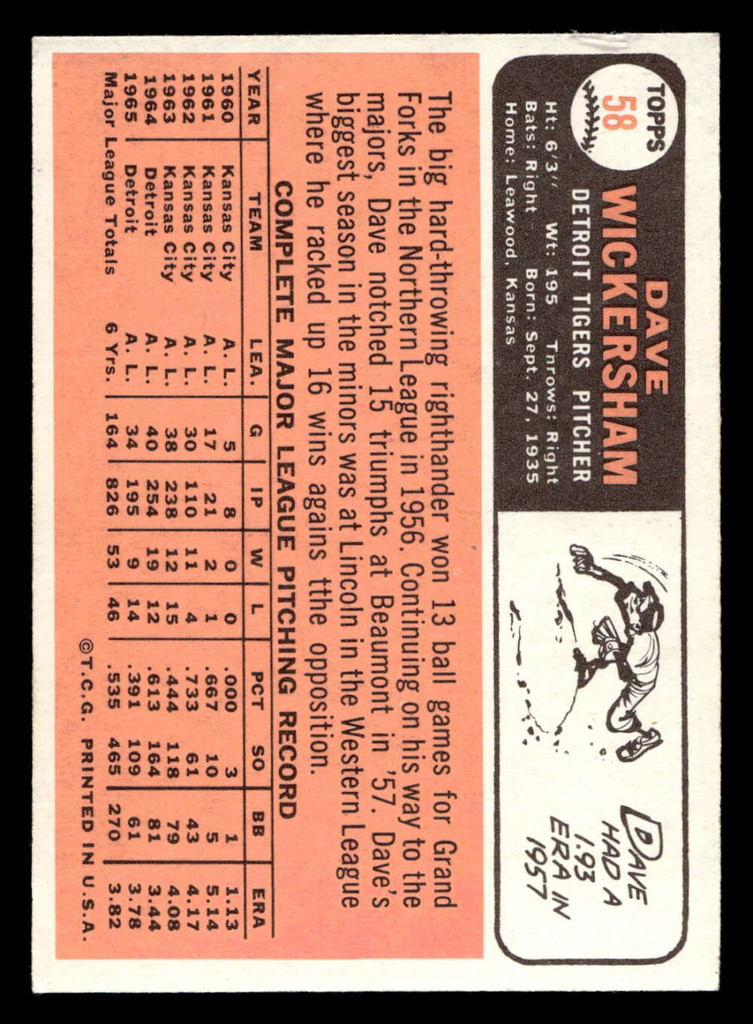 TOPPS
58
DAVE
WICKERSHAM
DETROIT TIGERS PITCHER
Ht: 6'3" Wt: 195 Throws: Right
Bats: Right Born: Sept. 27, 1935
Home: Leawood, Kansas
DAVE
HAD A
1.93
ERA IN
1957
The big hard-throwing righthander won 13 ball games for Grand
Forks in the Northern League in 1956. Continuing on his way to the
majors, Dave notched 15 triumphs at Beaumont in '57. Dave's
biggest season in the minors was at Lincoln in the Western League
where he racked up 16 wins agains tthe opposition.
COMPLETE MAJOR LEAGUE PITCHING RECORD
YEAR TEAM LEA. G IP W L PCT SO BB ERA
1960 Kansas City A. L. 5 8 0 0 .000 3 1 1.13
1961 Kansas City A. L. 17 21 2 1 .667 10 5 5.14
1962 Kansas City A. L. 30 110 11 4 .733 61 43 4.17
1963 Kansas City A. L. 38 238 12 15 .444 118 79 4.08
1964 Detroit A. L. 40 254 19 12 .613 164 81 3.44
1965 Detroit A. L. 34 195 9 14 .391 109 61 3.78
Major League Totals 6 Yrs. 164 826 53 46 .535 465 270 3.82
©T.C.G. PRINTED IN U.S.A.